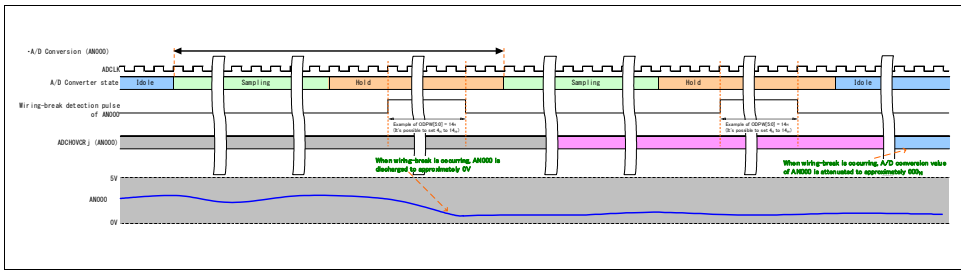 ·A/D Conversion (AN000)
ADCLK
A/D Converter state
Idole
Sampling
Hold
Sampling
Hold
Idole
Wiring-break detection pulse
of AN000
Example of ODPW[5:0] = 14H
(It's possible to set 4H to 14H)
Example of ODPW[5:0] = 14H
(It's possible to set 4H to 14H)
ADCHOVCRj (AN000)
When wiring-break is occurring, AN000 is
discharged to approximately 0V
When wiring-break is occurring, A/D conversion value
of AN000 is attenuated to approximately 000H
5V
AN000
0V